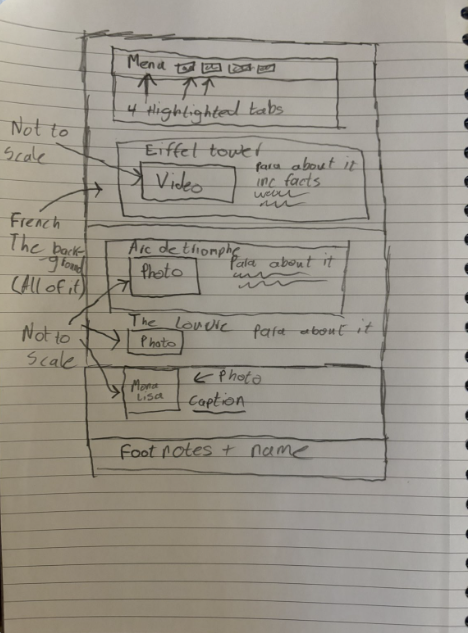 Menu
4 Highlighted tabs
Not to
Scale
Eiffel tower
Video
para about it
inc facts
French
The back-
ground
(All of it)
Arc de triomphe
Photo
Para about it
Not to
Scale
The Louvre
Photo
para about it
Mona
Lisa
← Photo
Caption
Foot notes + name